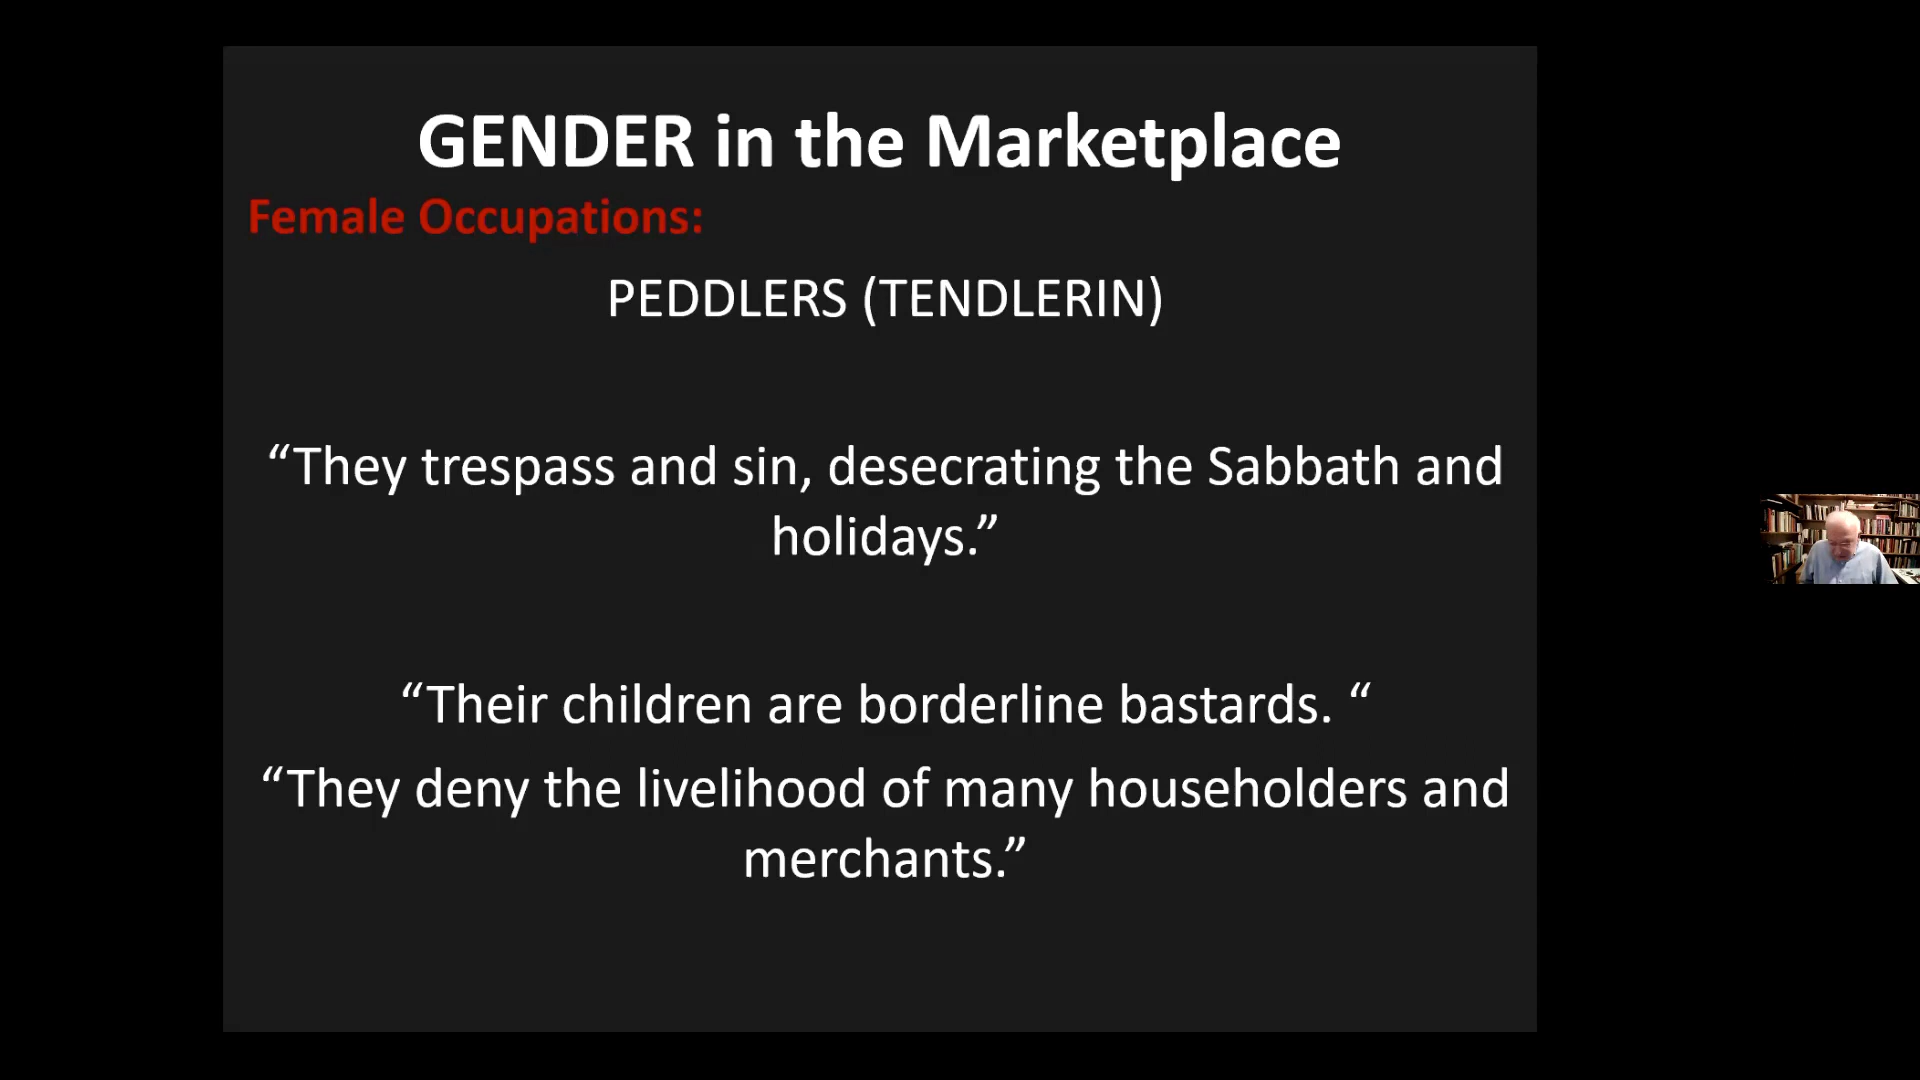 GENDER in the Marketplace
Female Occupations:
PEDDLERS (TENDLERIN)
“They trespass and sin, desecrating the Sabbath and
holidays.”
“Their children are borderline bastards. “
“They deny the livelihood of many householders and
merchants.”